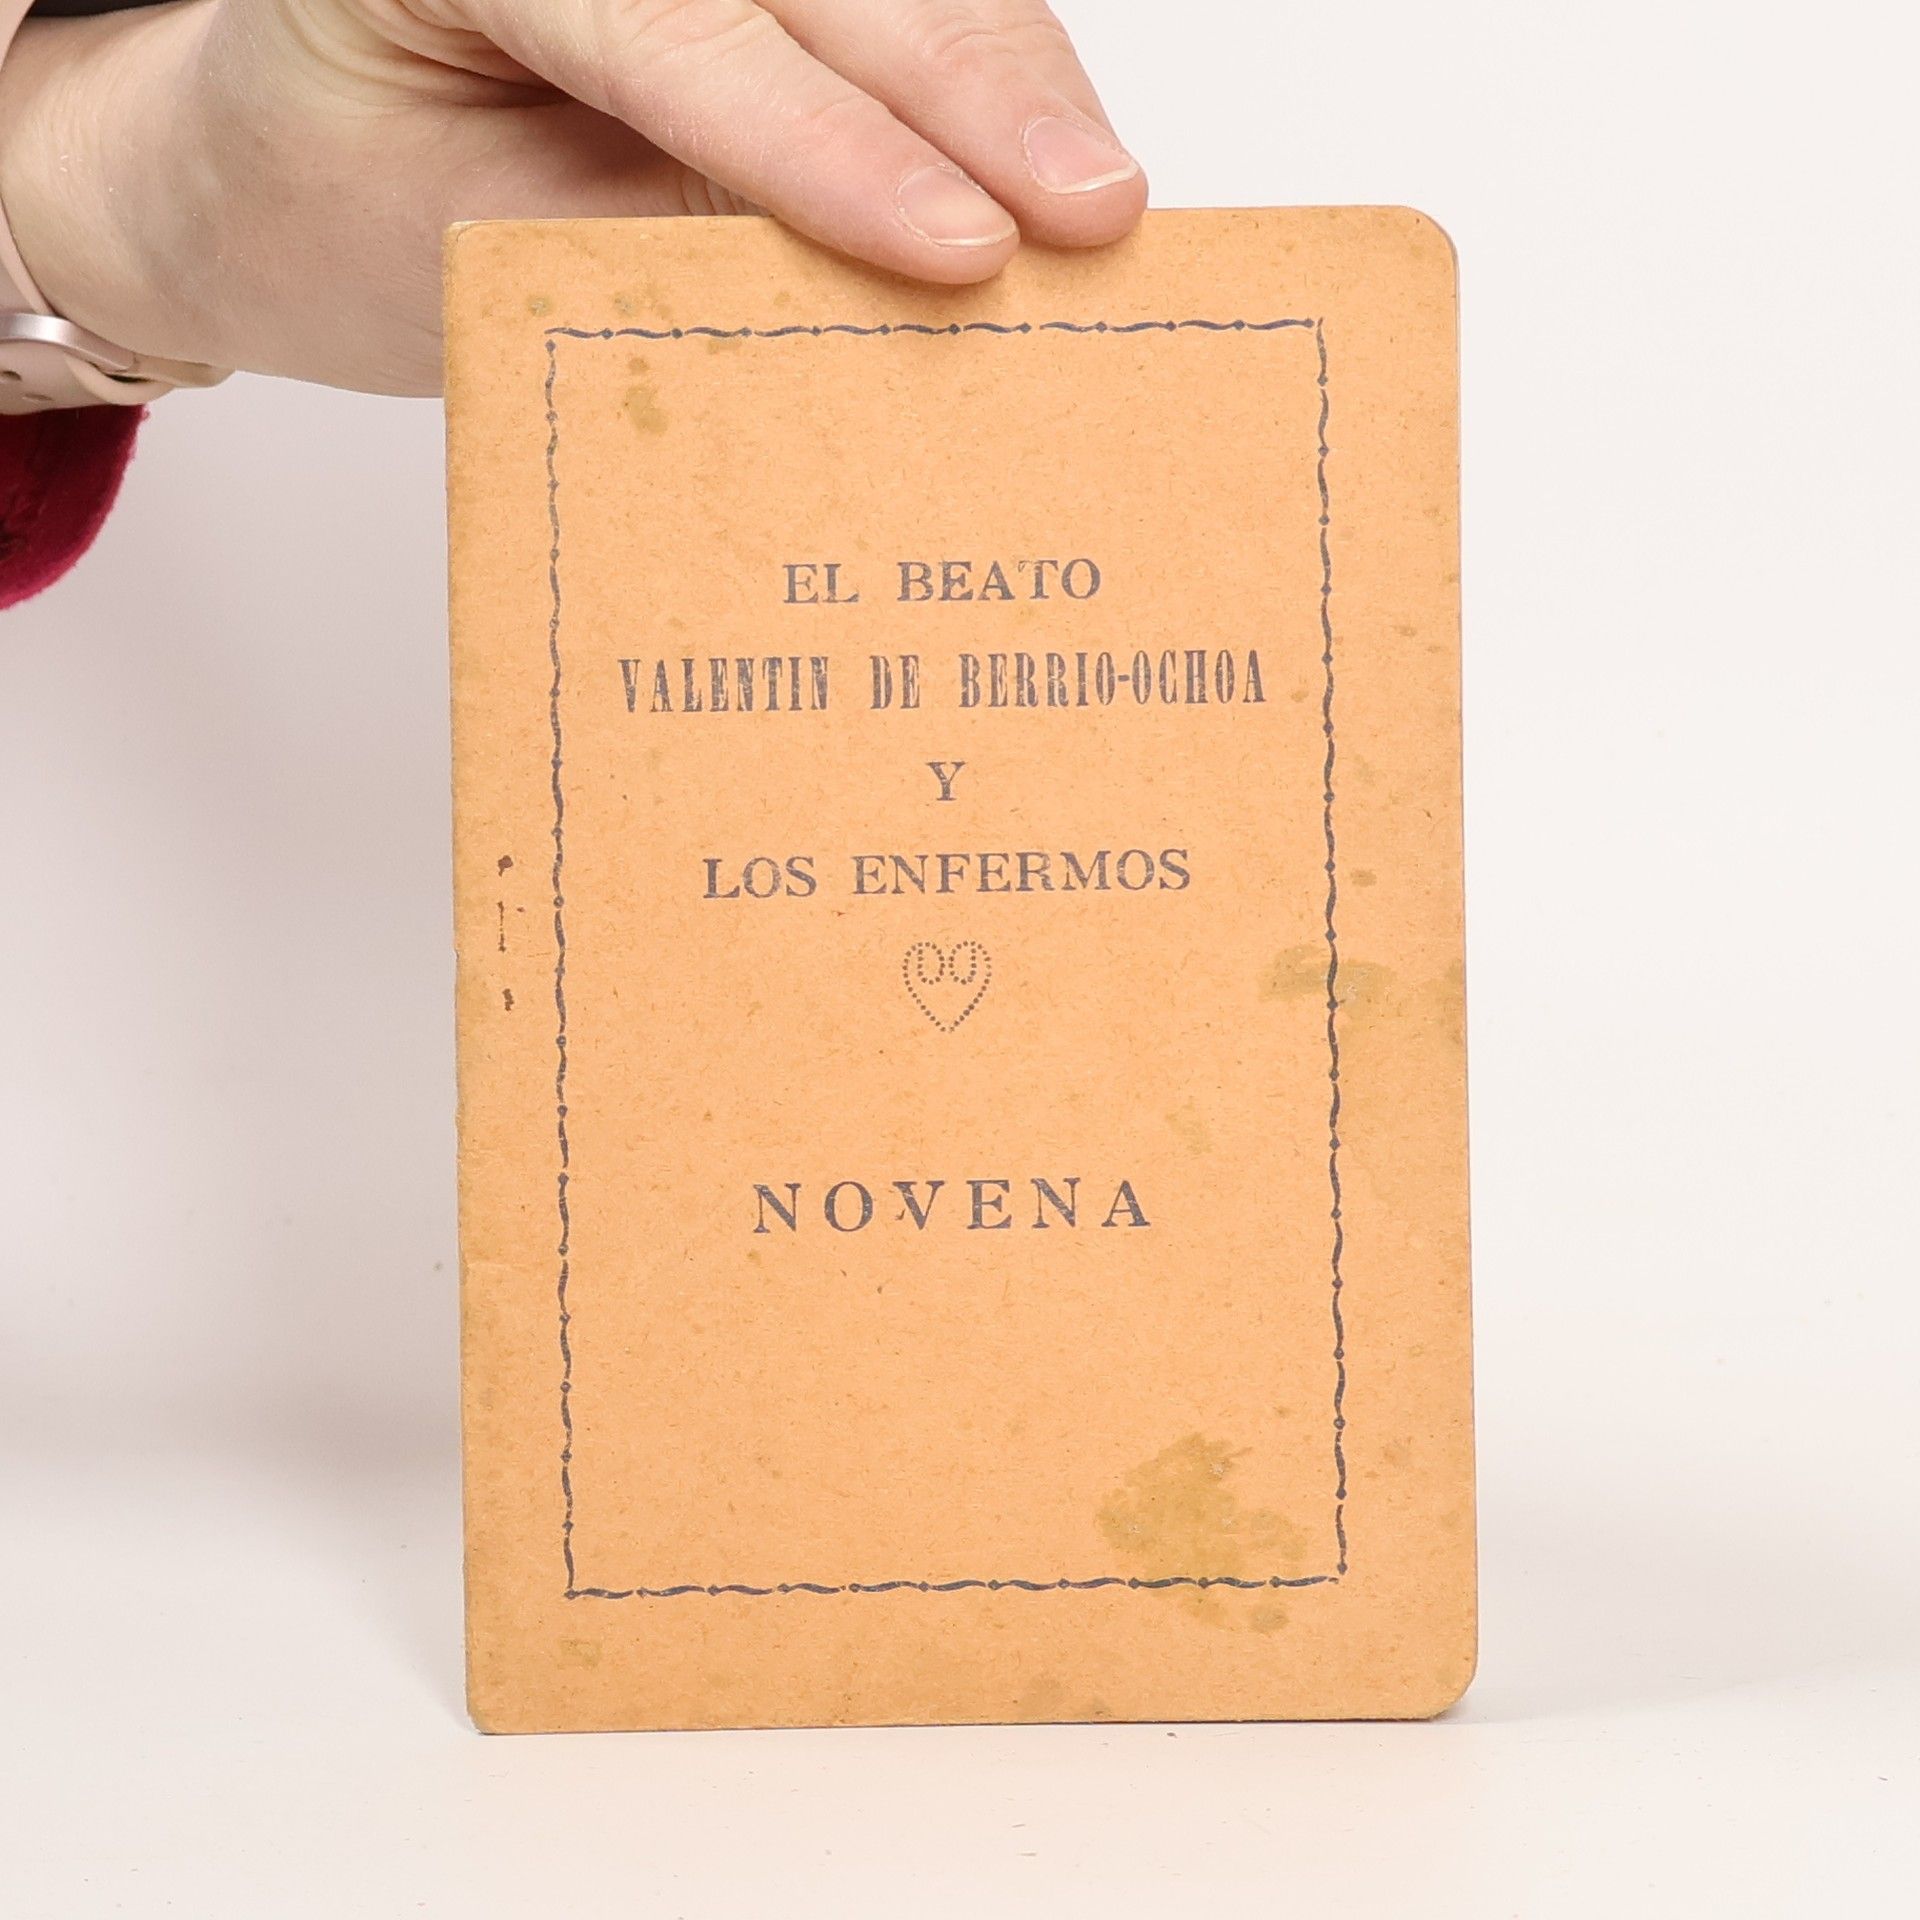 EL BEATO
VALENTIN DE BERRIO-OCHOA
Y
LOS ENFERMOS
NOVENA